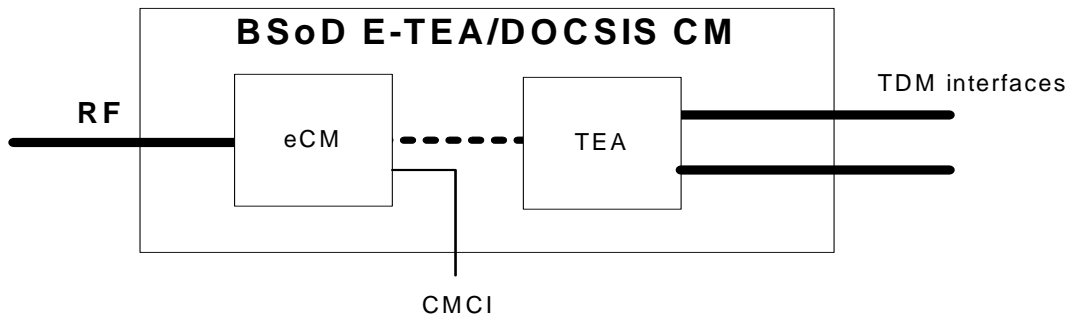 BSoD E-TEA/DOCSIS CM
TDM interfaces
RF
eCM
TEA
CMCI